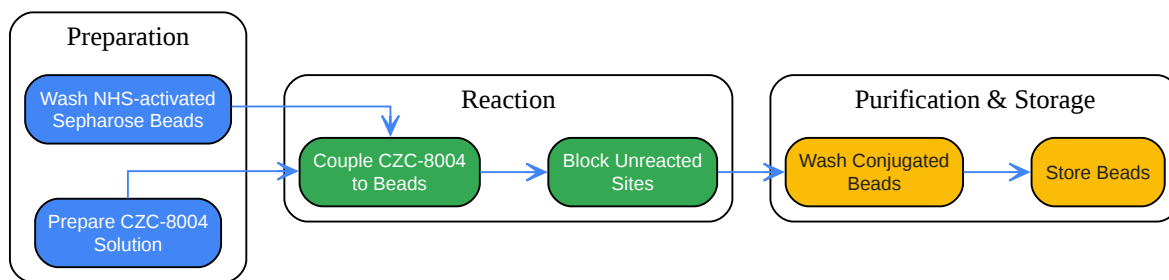 Preparation
Wash NHS-activated
Sepharose Beads
Prepare CZC-8004
Solution
Reaction
Couple CZC-8004
to Beads
Block Unreacted
Sites
Purification & Storage
Wash Conjugated
Beads
Store Beads